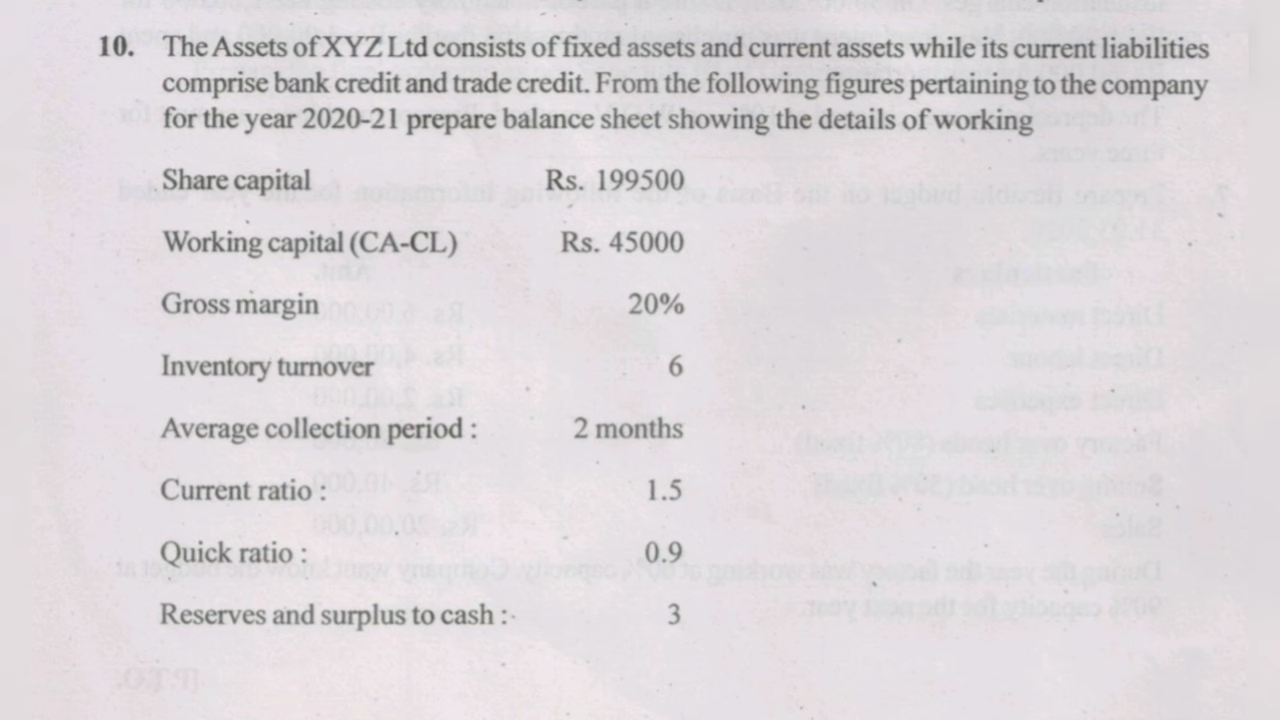 10. The Assets of XYZ Ltd consists of fixed assets and current assets while its current liabilities
comprise bank credit and trade credit. From the following figures pertaining to the company
for the year 2020-21 prepare balance sheet showing the details of working
Share capital Rs. 199500
Working capital (CA-CL) Rs. 45000
Gross margin 20%
Inventory turnover 6
Average collection period : 2 months
Current ratio : 1.5
Quick ratio : 0.9
Reserves and surplus to cash : 3